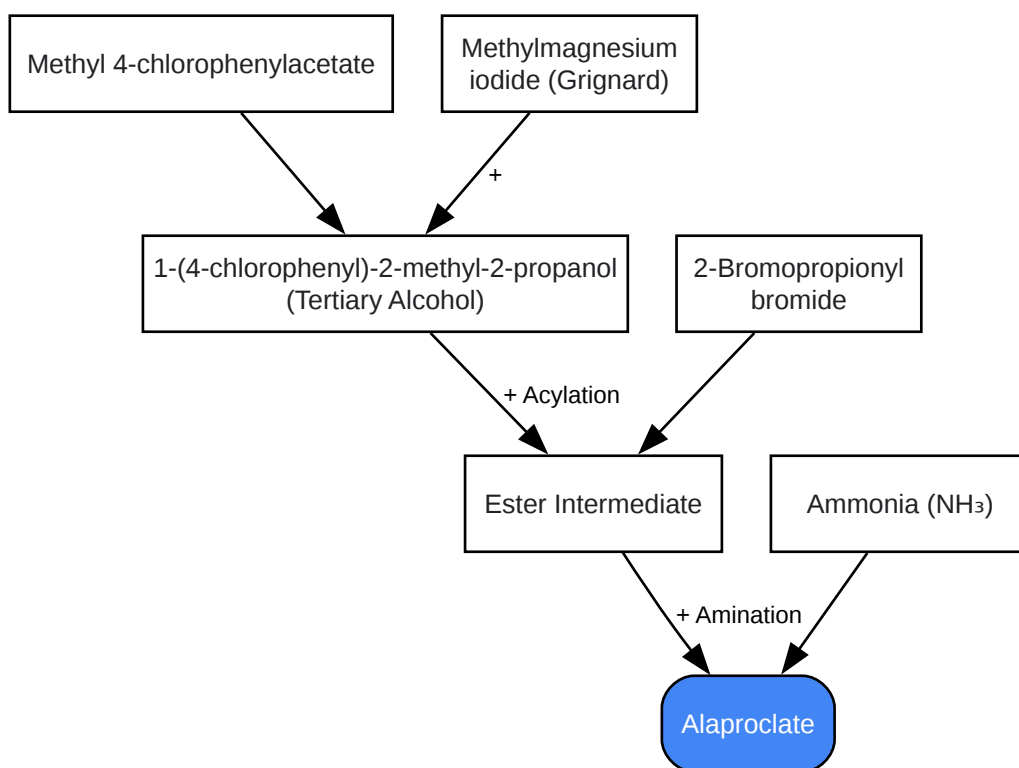 Methyl 4-chlorophenylacetate
Methylmagnesium
iodide (Grignard)
+
1-(4-chlorophenyl)-2-methyl-2-propanol
(Tertiary Alcohol)
2-Bromopropionyl
bromide
+ Acylation
Ester Intermediate
Ammonia (NH₃)
+ Amination
Alaproclate